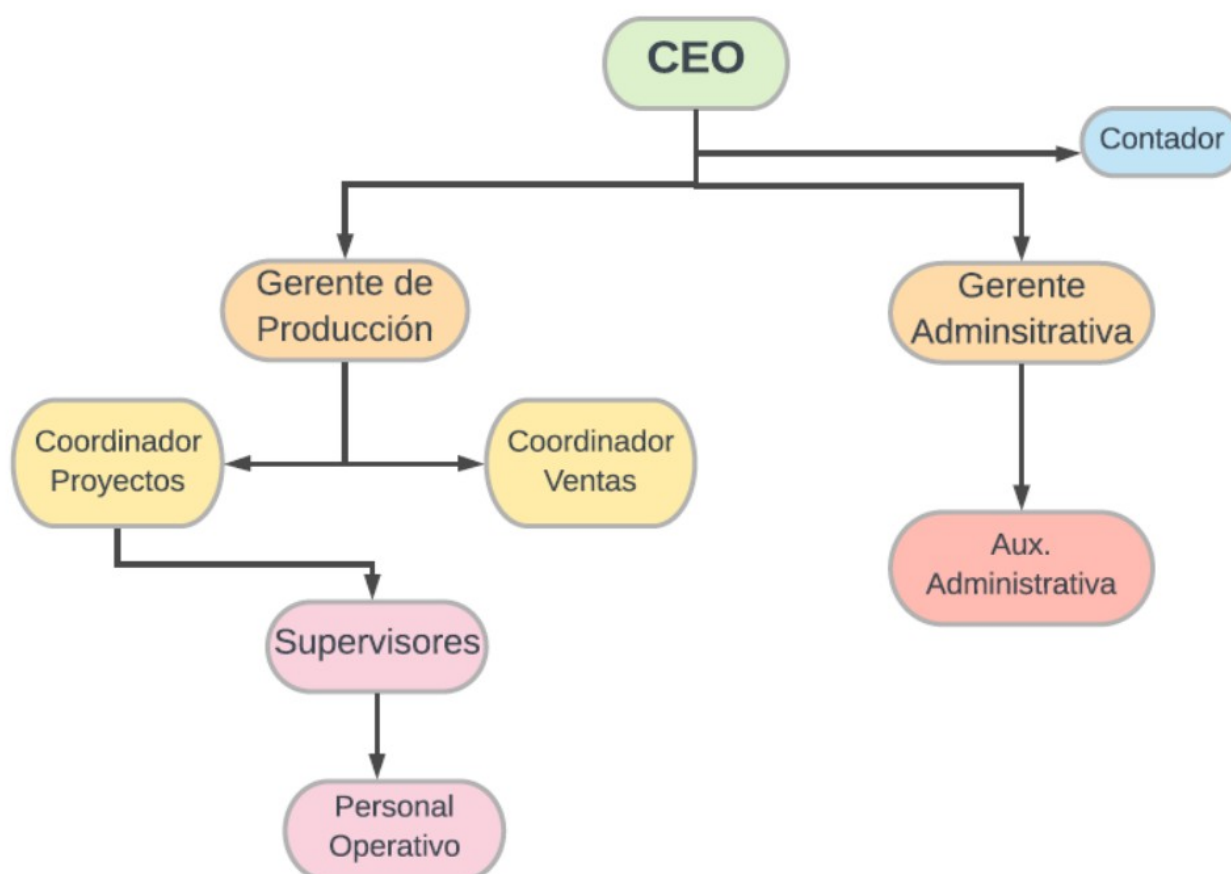 CEO
Contador
Gerente de
Producción
Gerente
Adminsitrativa
Coordinador
Proyectos
Coordinador
Ventas
Aux.
Administrativa
Supervisores
Personal
Operativo